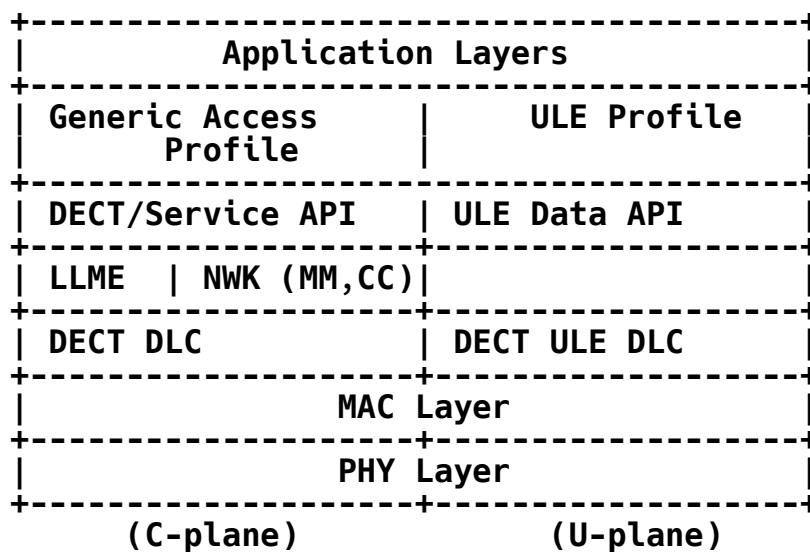 +----------------------------------------+
|          Application Layers            |
+----------------------------------------+
| Generic Access     |     ULE Profile   |
|      Profile       |                   |
+----------------------------------------+
| DECT/Service API   | ULE Data API      |
+--------------------+-------------------+
| LLME  | NWK (MM,CC)|                   |
+--------------------+-------------------+
| DECT DLC           | DECT ULE DLC      |
+--------------------+-------------------+
|                MAC Layer               |
+--------------------+-------------------+
|                PHY Layer               |
+--------------------+-------------------+
     (C-plane)             (U-plane)